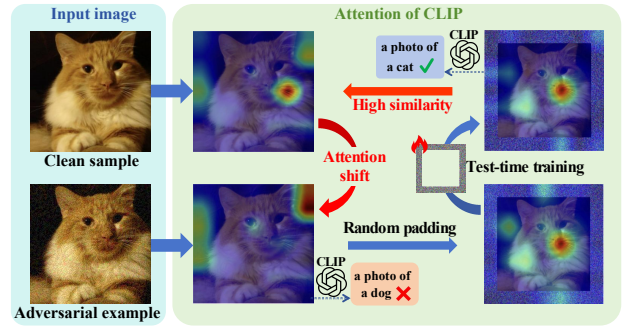 Input image
Attention of CLIP
a photo of
a cat
CLIP
High similarity
Clean sample
Attention
shift
Test-time training
Random padding
CLIP
a photo of
a dog
Adversarial example